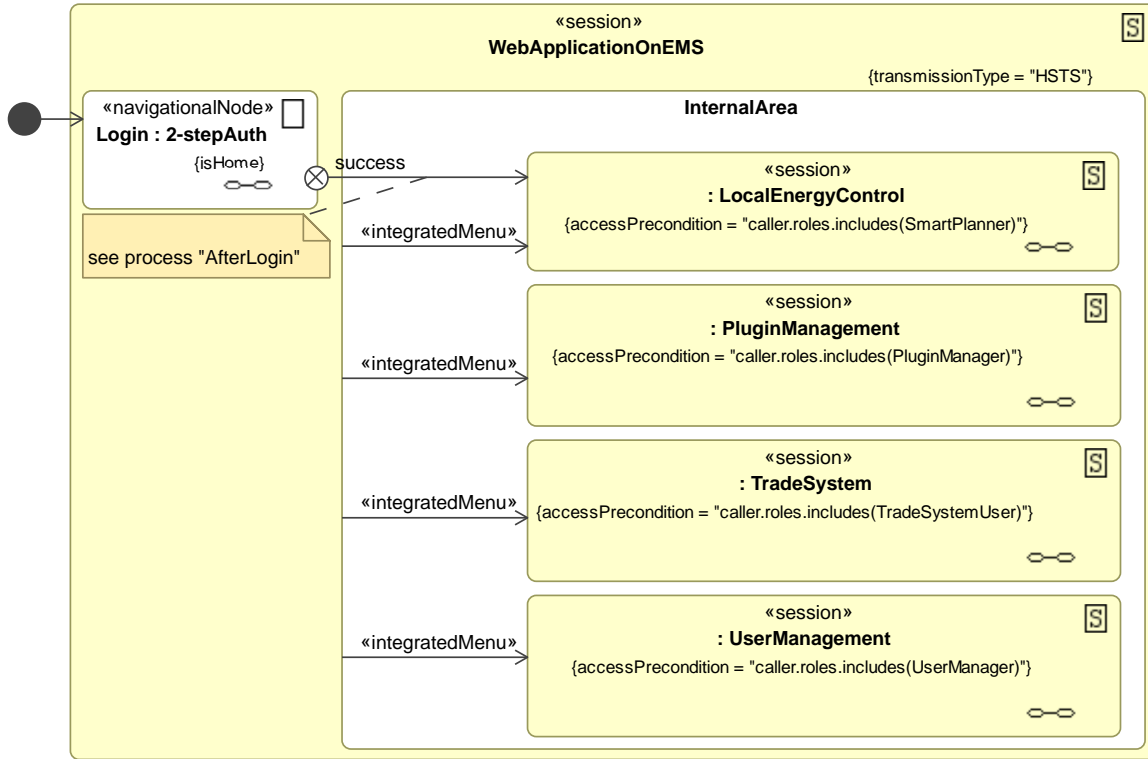 «session»
S
WebApplicationOnEMS
{transmissionType = "HSTS"}
«navigationalNode»
Login : 2-stepAuth
{isHome}
success
see process "AfterLogin"
InternalArea
«session»
S
: LocalEnergyControl
{accessPrecondition = "caller.roles.includes(SmartPlanner)"}
«integratedMenu»
«session»
S
: PluginManagement
{accessPrecondition = "caller.roles.includes(PluginManager)"}
«integratedMenu»
«session»
S
: TradeSystem
{accessPrecondition = "caller.roles.includes(TradeSystemUser)"}
«integratedMenu»
«session»
S
: UserManagement
{accessPrecondition = "caller.roles.includes(UserManager)"}
«integratedMenu»